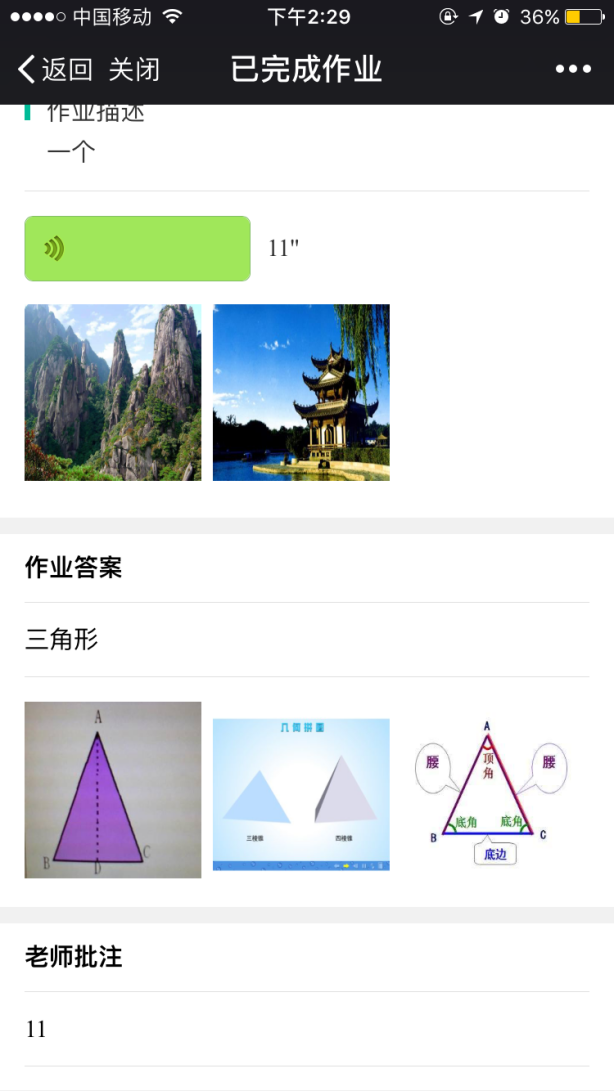 中国移动 下午2:29 36%
返回 关闭 已完成作业
作业描述
一个
11"
作业答案
三角形
A
B D C
几何拼图
三棱锥 四棱锥
A
顶角
腰 腰
底角 底角
B C
底边
老师批注
11